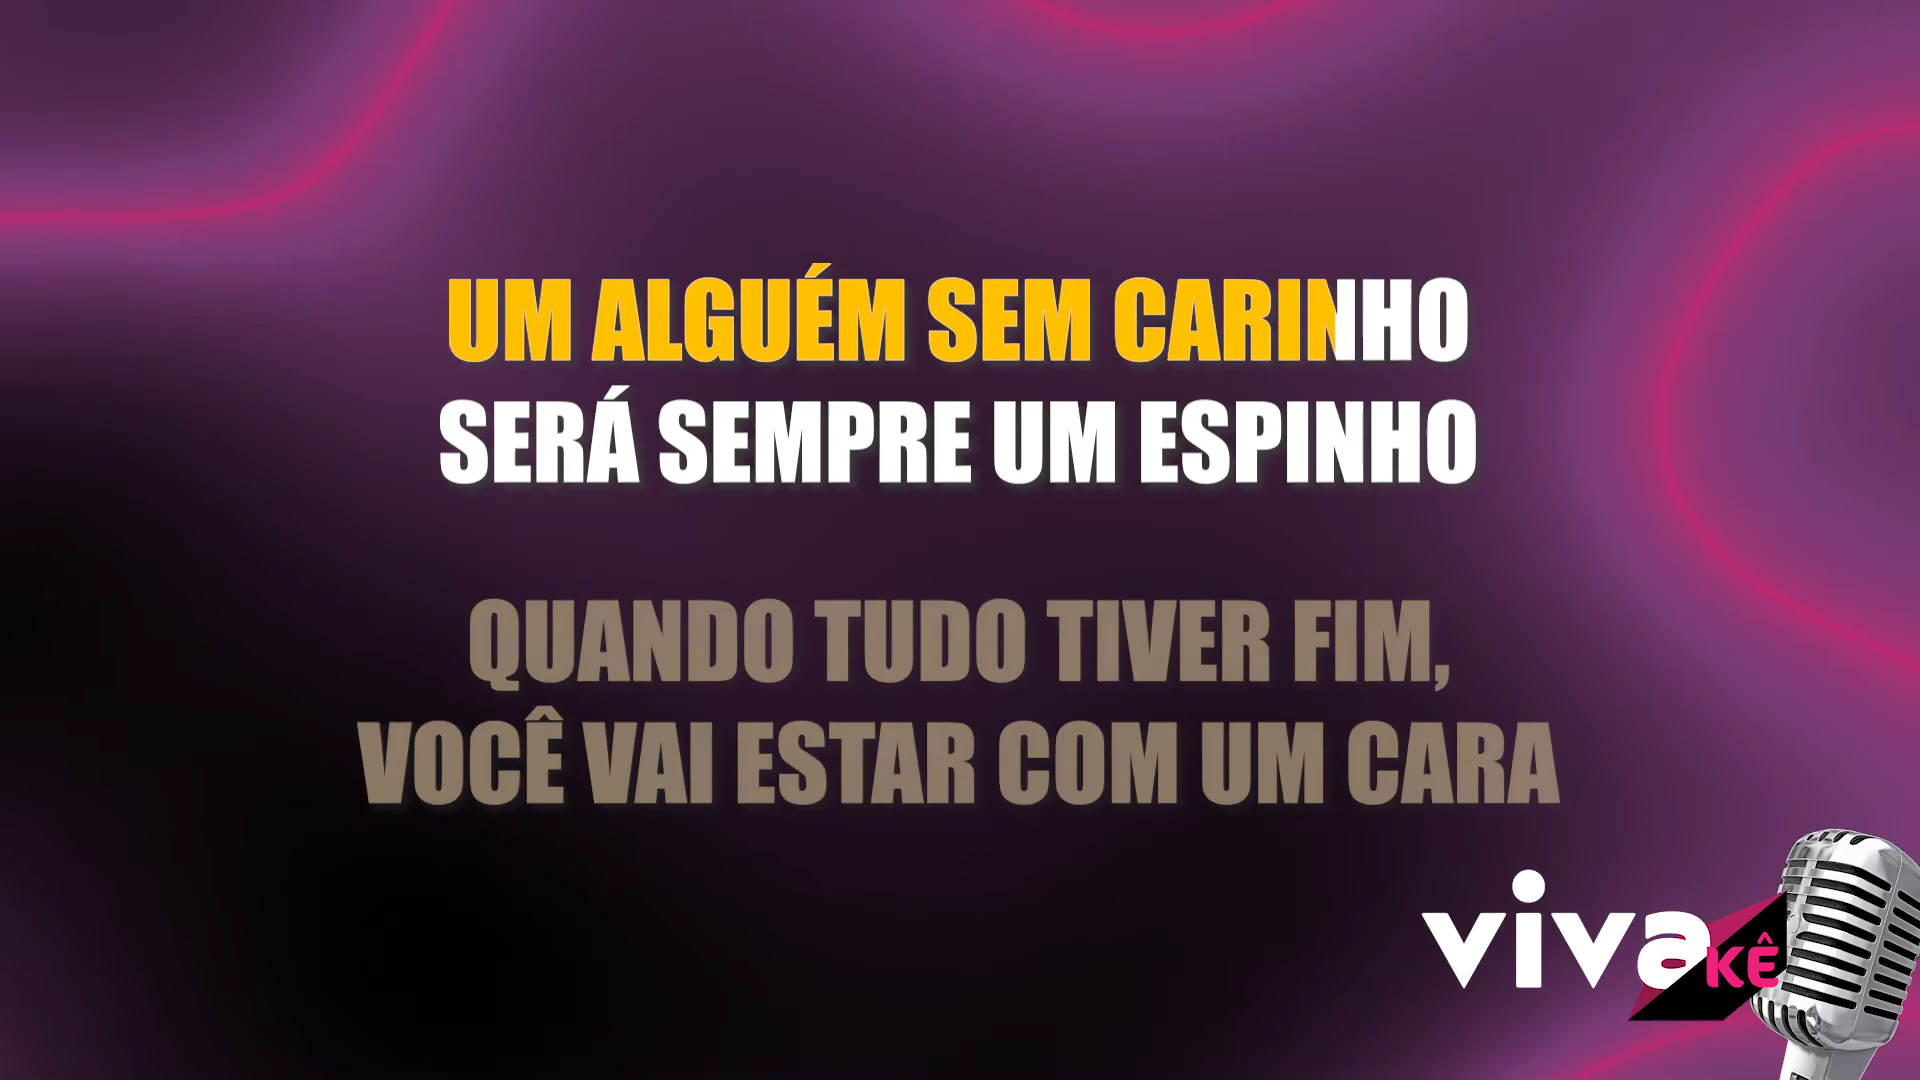 UM ALGUÉM SEM CARINHO
SERÁ SEMPRE UM ESPINHO
QUANDO TUDO TIVER FIM,
VOCÊ VAI ESTAR COM UM CARA
viva KÊ